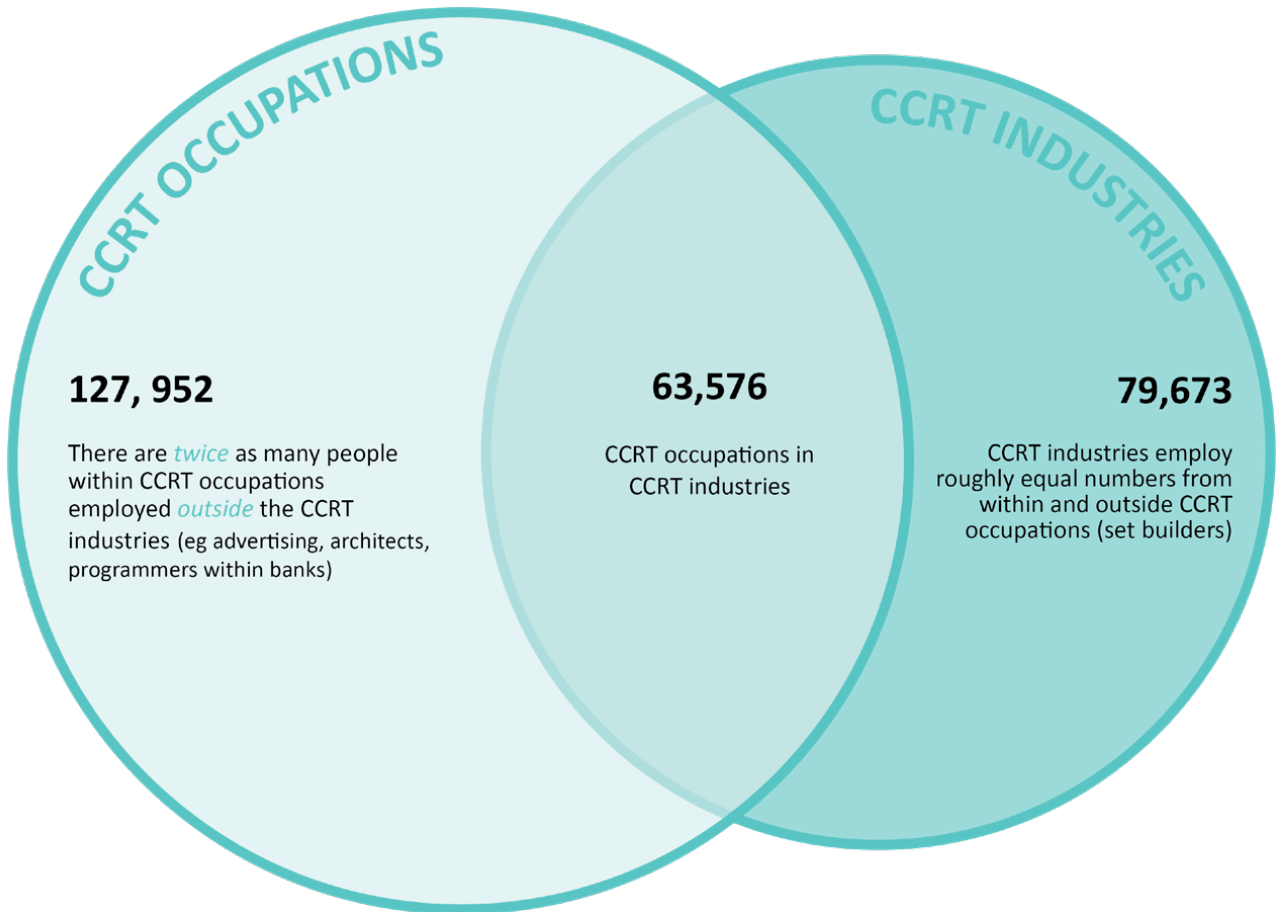 CCRT OCCUPATIONS
CCRT INDUSTRIES
127, 952
There are twice as many people
within CCRT occupations
employed outside the CCRT
industries (eg advertising, architects,
programmers within banks)
63,576
CCRT occupations in
CCRT industries
79,673
CCRT industries employ
roughly equal numbers from
within and outside CCRT
occupations (set builders)